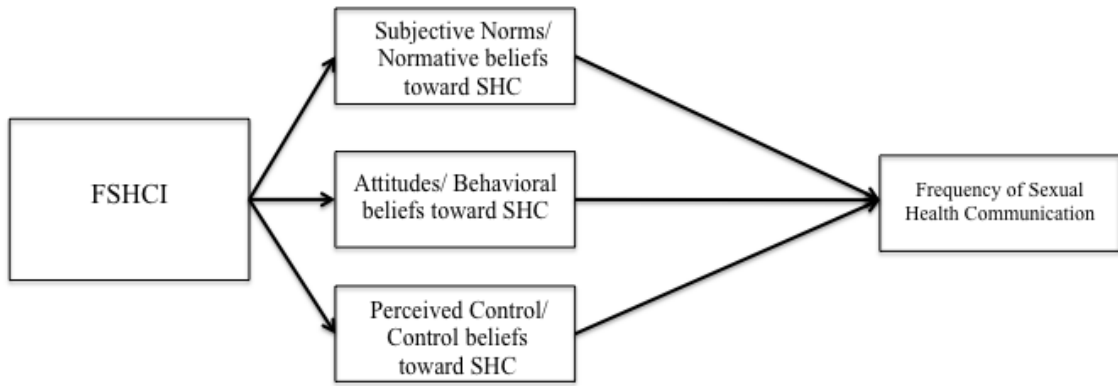 FSHCI
Subjective Norms/
Normative beliefs
toward SHC
Attitudes/ Behavioral
beliefs toward SHC
Perceived Control/
Control beliefs
toward SHC
Frequency of Sexual
Health Communication